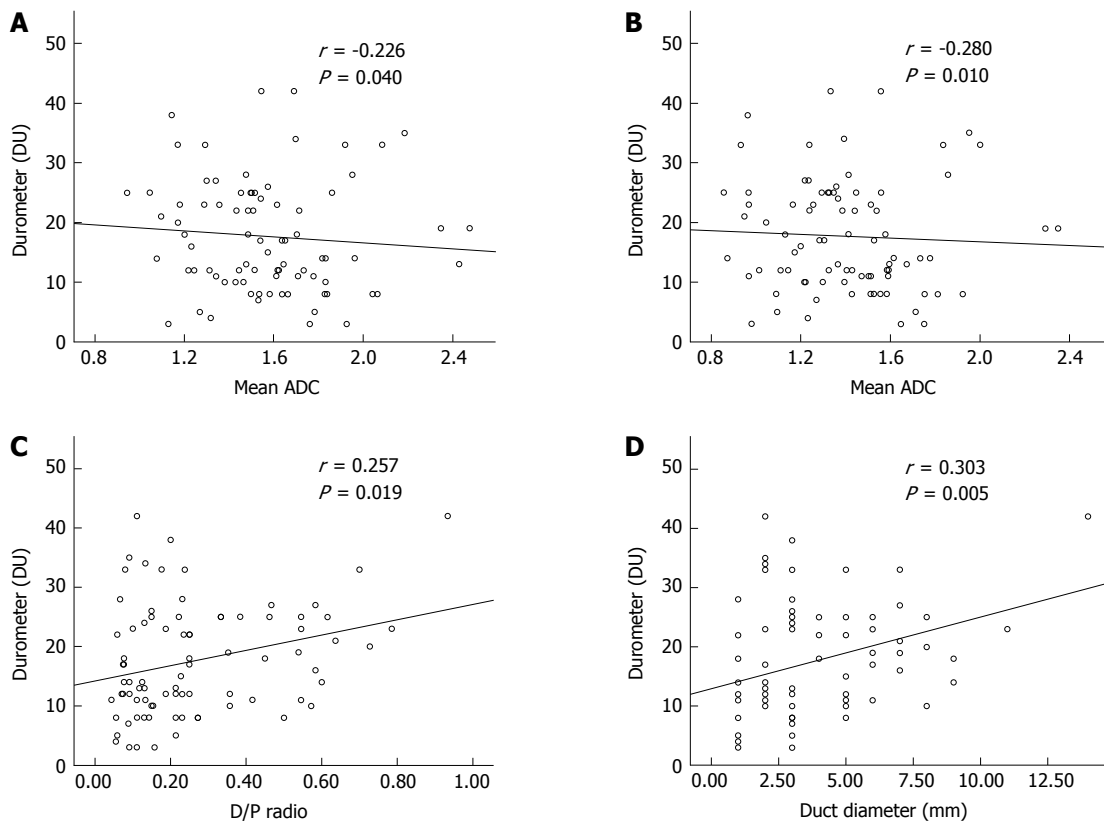 A
r = -0.226
P = 0.040
Durometer (DU)
50
40
30
20
10
0
0.8 1.2 1.6 2.0 2.4
Mean ADC
B
r = -0.280
P = 0.010
Durometer (DU)
50
40
30
20
10
0
0.8 1.2 1.6 2.0 2.4
Mean ADC
C
r = 0.257
P = 0.019
Durometer (DU)
50
40
30
20
10
0
0.00 0.20 0.40 0.60 0.80 1.00
D/P radio
D
r = 0.303
P = 0.005
Durometer (DU)
50
40
30
20
10
0
0.00 2.50 5.00 7.50 10.00 12.50
Duct diameter (mm)